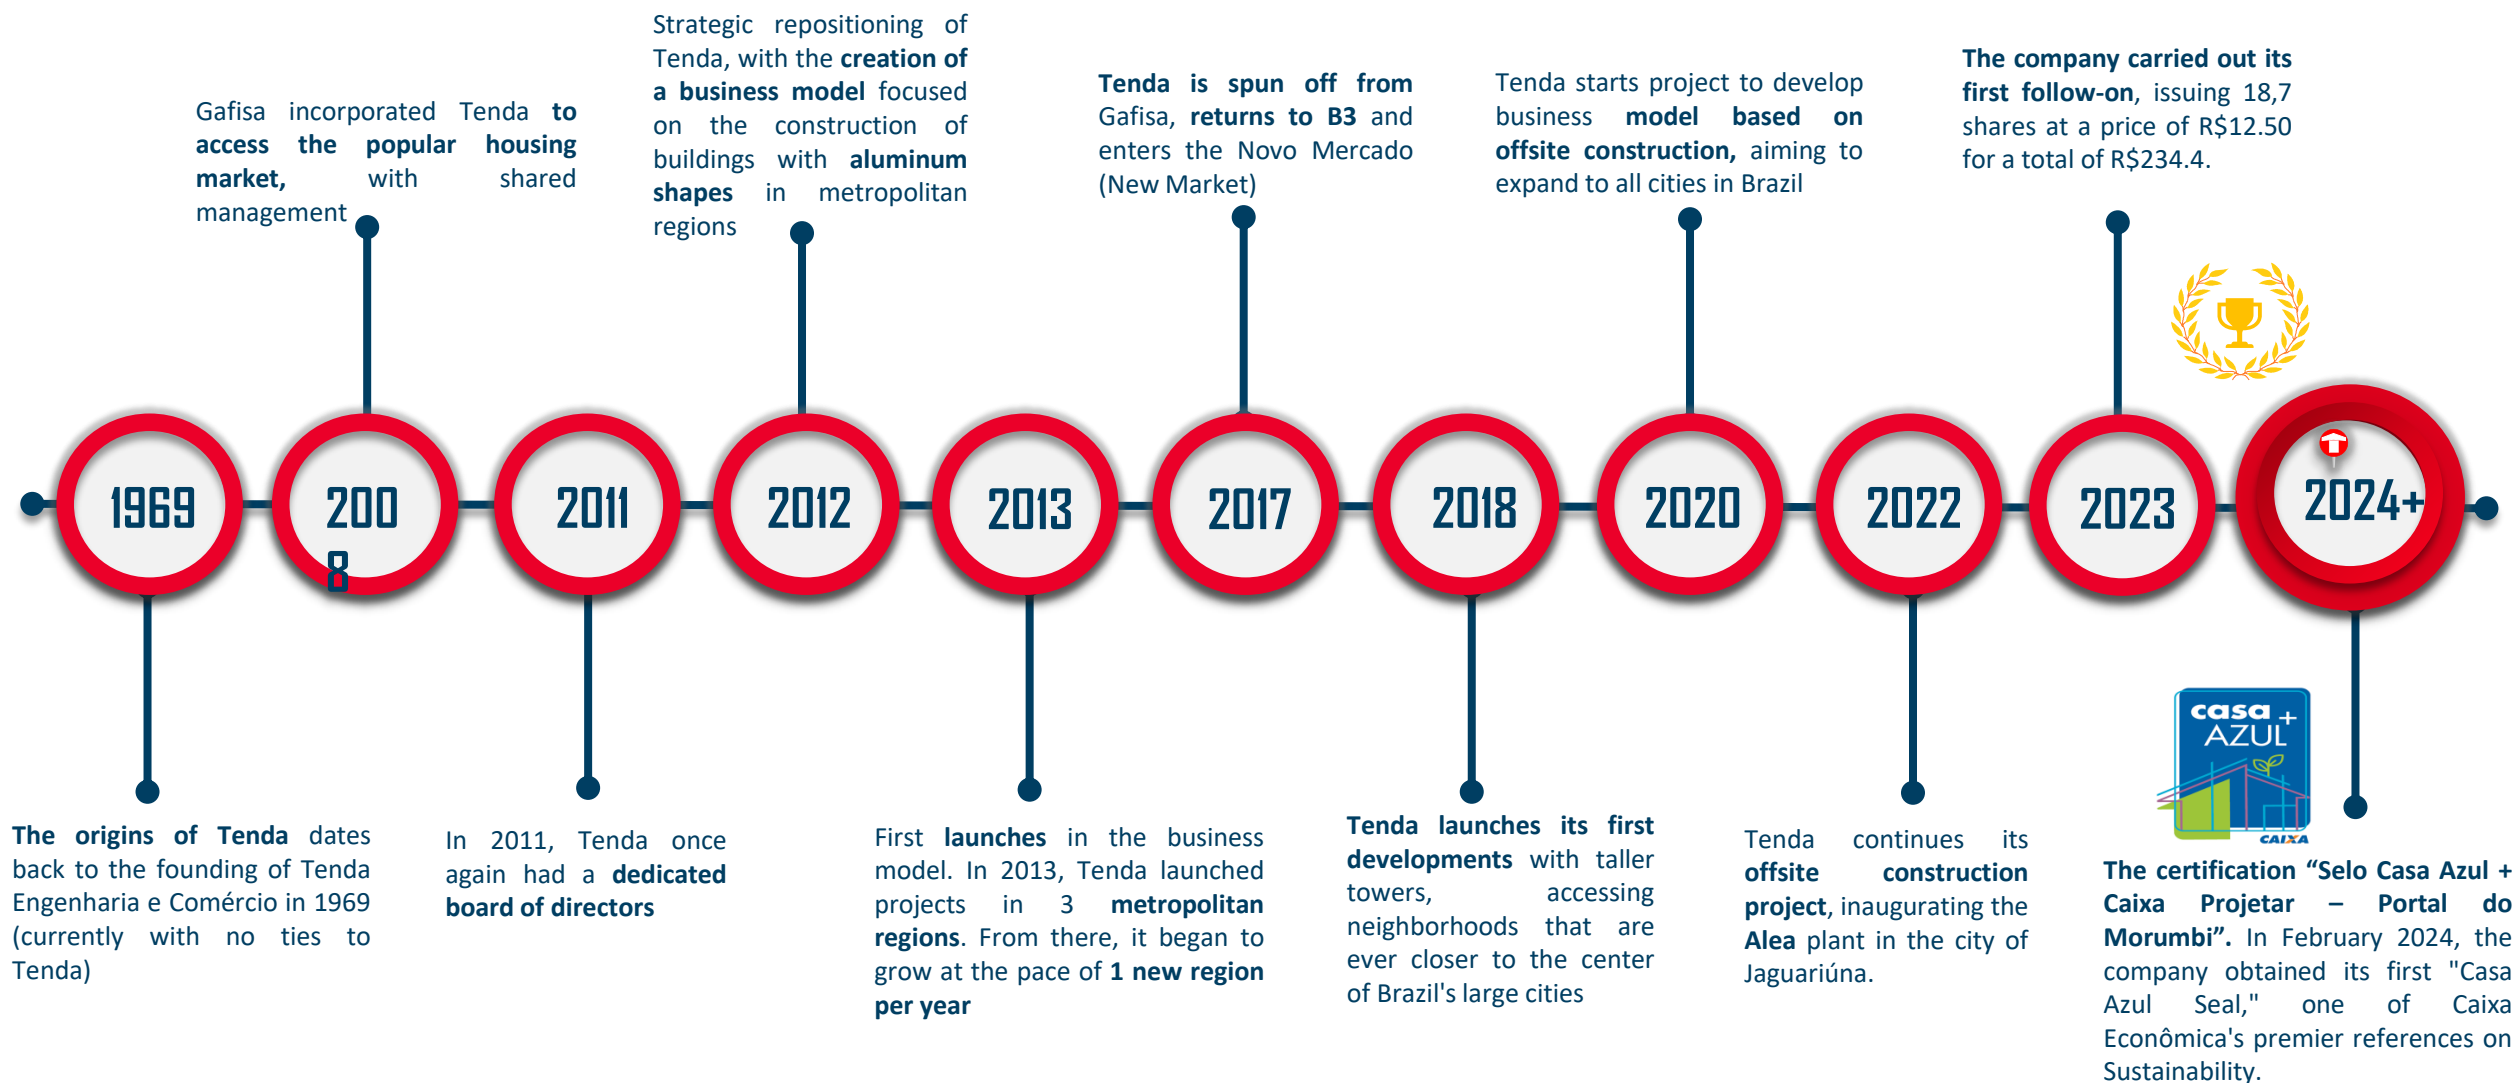 Strategic repositioning of
Tenda, with the creation of
a business model focused
on the construction of
buildings with aluminum
shapes in metropolitan
regions
Gafisa incorporated Tenda to
access the popular housing
market, with shared
management
Tenda is spun off from
Gafisa, returns to B3 and
enters the Novo Mercado
(New Market)
Tenda starts project to develop
business model based on
offsite construction, aiming to
expand to all cities in Brazil
The company carried out its
first follow-on, issuing 18,7
shares at a price of R$12.50
for a total of R$234.4.
1969
200
8
2011
2012
2013
2017
2018
2020
2022
2023
2024+
The origins of Tenda dates
back to the founding of Tenda
Engenharia e Comércio in 1969
(currently with no ties to
Tenda)
In 2011, Tenda once
again had a dedicated
board of directors
First launches in the business
model. In 2013, Tenda launched
projects in 3 metropolitan
regions. From there, it began to
grow at the pace of 1 new region
per year
Tenda launches its first
developments with taller
towers, accessing
neighborhoods that are
ever closer to the center
of Brazil's large cities
Tenda continues its
offsite construction
project, inaugurating the
Alea plant in the city of
Jaguariúna.
casa +
AZUL
CAIXA
The certification “Selo Casa Azul +
Caixa Projetar – Portal do
Morumbi”. In February 2024, the
company obtained its first "Casa
Azul Seal," one of Caixa
Econômica's premier references on
Sustainability.